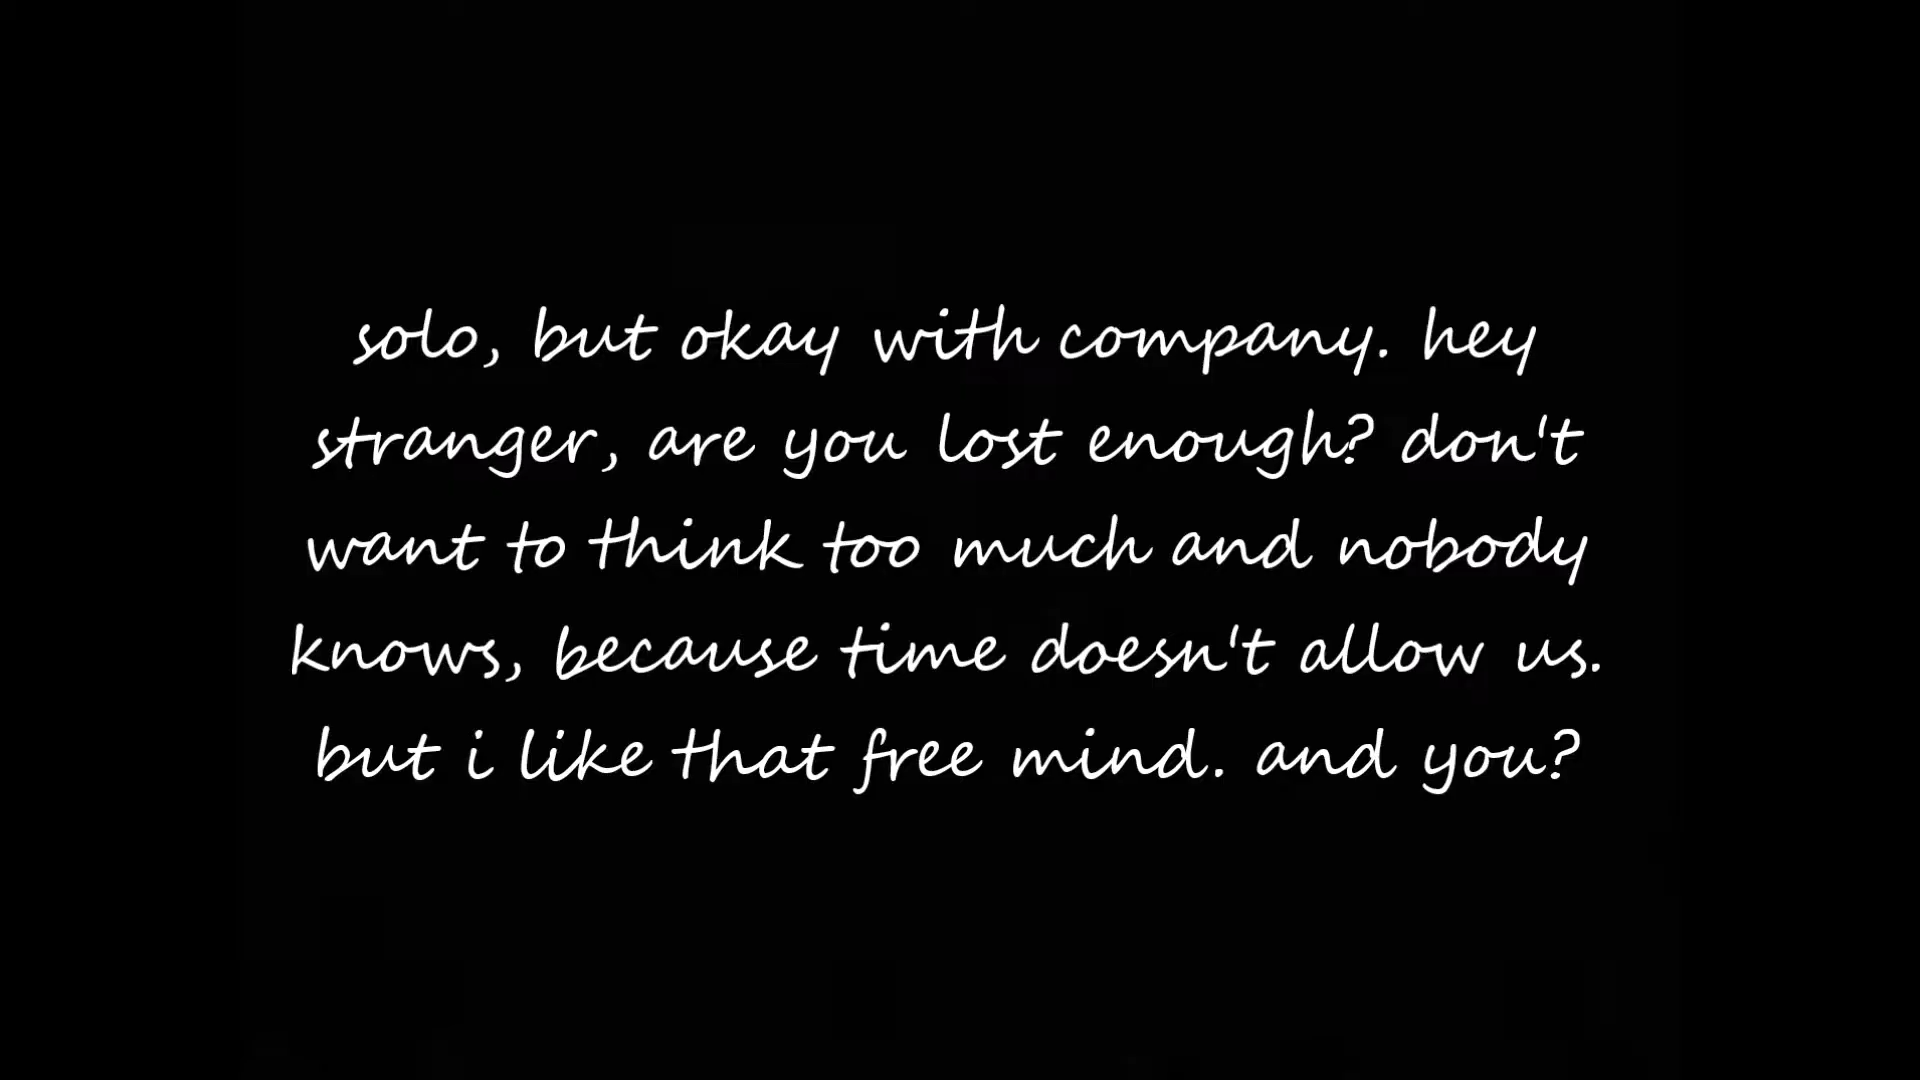 solo, but okay with company. hey
stranger, are you lost enough? don't
want to think too much and nobody
knows, because time doesn't allow us.
but i like that free mind. and you?